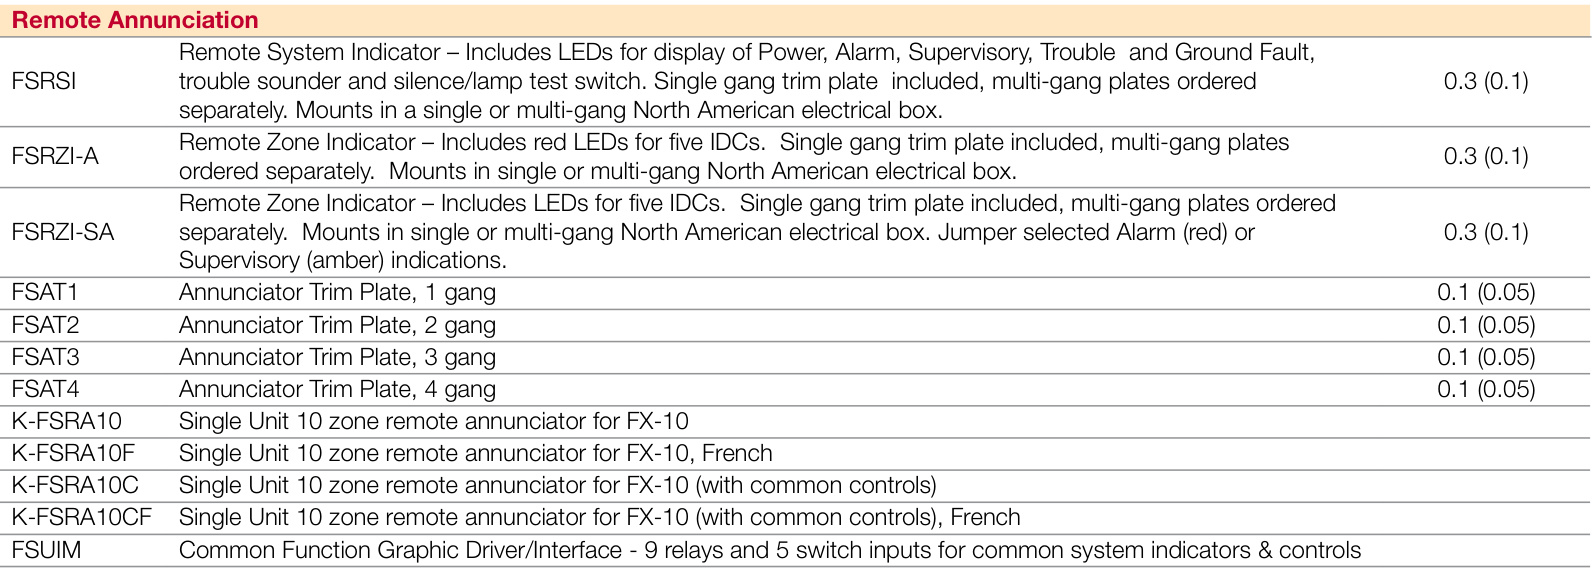 Remote Annunciation
FSRSI
Remote System Indicator – Includes LEDs for display of Power, Alarm, Supervisory, Trouble  and Ground Fault,
trouble sounder and silence/lamp test switch. Single gang trim plate  included, multi-gang plates ordered
separately. Mounts in a single or multi-gang North American electrical box.
0.3 (0.1)
FSRZI-A
Remote Zone Indicator – Includes red LEDs for five IDCs.  Single gang trim plate included, multi-gang plates
ordered separately.  Mounts in single or multi-gang North American electrical box.
0.3 (0.1)
FSRZI-SA
Remote Zone Indicator – Includes LEDs for five IDCs.  Single gang trim plate included, multi-gang plates ordered
separately.  Mounts in single or multi-gang North American electrical box. Jumper selected Alarm (red) or
Supervisory (amber) indications.
0.3 (0.1)
FSAT1 Annunciator Trim Plate, 1 gang 0.1 (0.05)
FSAT2 Annunciator Trim Plate, 2 gang 0.1 (0.05)
FSAT3 Annunciator Trim Plate, 3 gang 0.1 (0.05)
FSAT4 Annunciator Trim Plate, 4 gang 0.1 (0.05)
K-FSRA10 Single Unit 10 zone remote annunciator for FX-10
K-FSRA10F Single Unit 10 zone remote annunciator for FX-10, French
K-FSRA10C Single Unit 10 zone remote annunciator for FX-10 (with common controls)
K-FSRA10CF Single Unit 10 zone remote annunciator for FX-10 (with common controls), French
FSUIM Common Function Graphic Driver/Interface - 9 relays and 5 switch inputs for common system indicators & controls